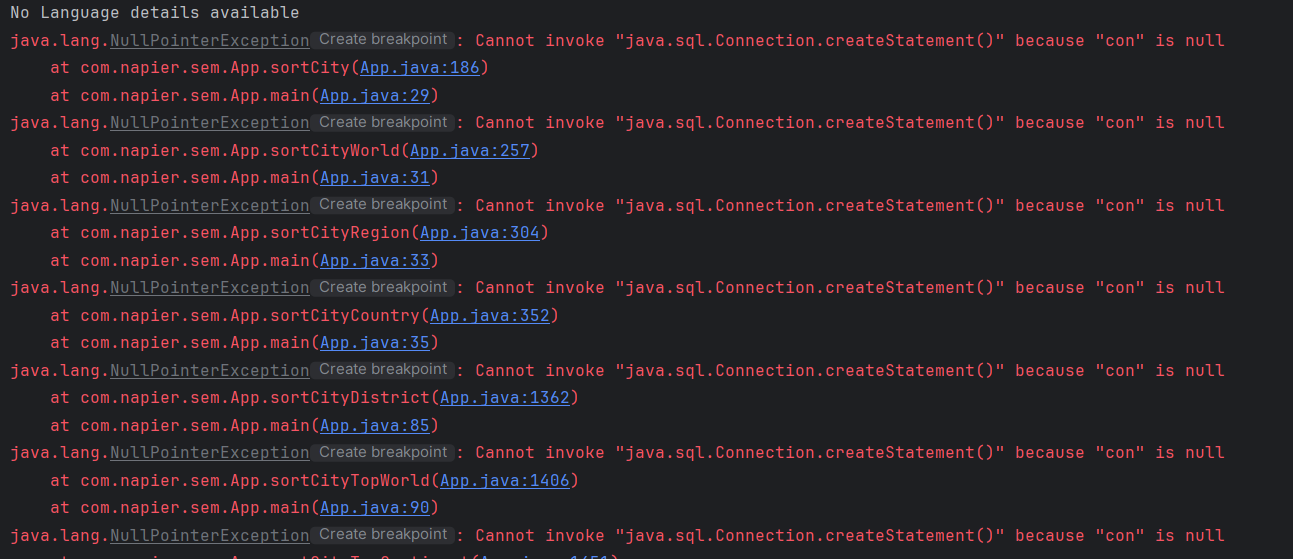 No Language details available
java.lang.NullPointerException Create breakpoint : Cannot invoke "java.sql.Connection.createStatement()" because "con" is null
at com.napier.sem.App.sortCity(App.java:186)
at com.napier.sem.App.main(App.java:29)
java.lang.NullPointerException Create breakpoint : Cannot invoke "java.sql.Connection.createStatement()" because "con" is null
at com.napier.sem.App.sortCityWorld(App.java:257)
at com.napier.sem.App.main(App.java:31)
java.lang.NullPointerException Create breakpoint : Cannot invoke "java.sql.Connection.createStatement()" because "con" is null
at com.napier.sem.App.sortCityRegion(App.java:304)
at com.napier.sem.App.main(App.java:33)
java.lang.NullPointerException Create breakpoint : Cannot invoke "java.sql.Connection.createStatement()" because "con" is null
at com.napier.sem.App.sortCityCountry(App.java:352)
at com.napier.sem.App.main(App.java:35)
java.lang.NullPointerException Create breakpoint : Cannot invoke "java.sql.Connection.createStatement()" because "con" is null
at com.napier.sem.App.sortCityDistrict(App.java:1362)
at com.napier.sem.App.main(App.java:85)
java.lang.NullPointerException Create breakpoint : Cannot invoke "java.sql.Connection.createStatement()" because "con" is null
at com.napier.sem.App.sortCityTopWorld(App.java:1406)
at com.napier.sem.App.main(App.java:90)
java.lang.NullPointerException Create breakpoint : Cannot invoke "java.sql.Connection.createStatement()" because "con" is null